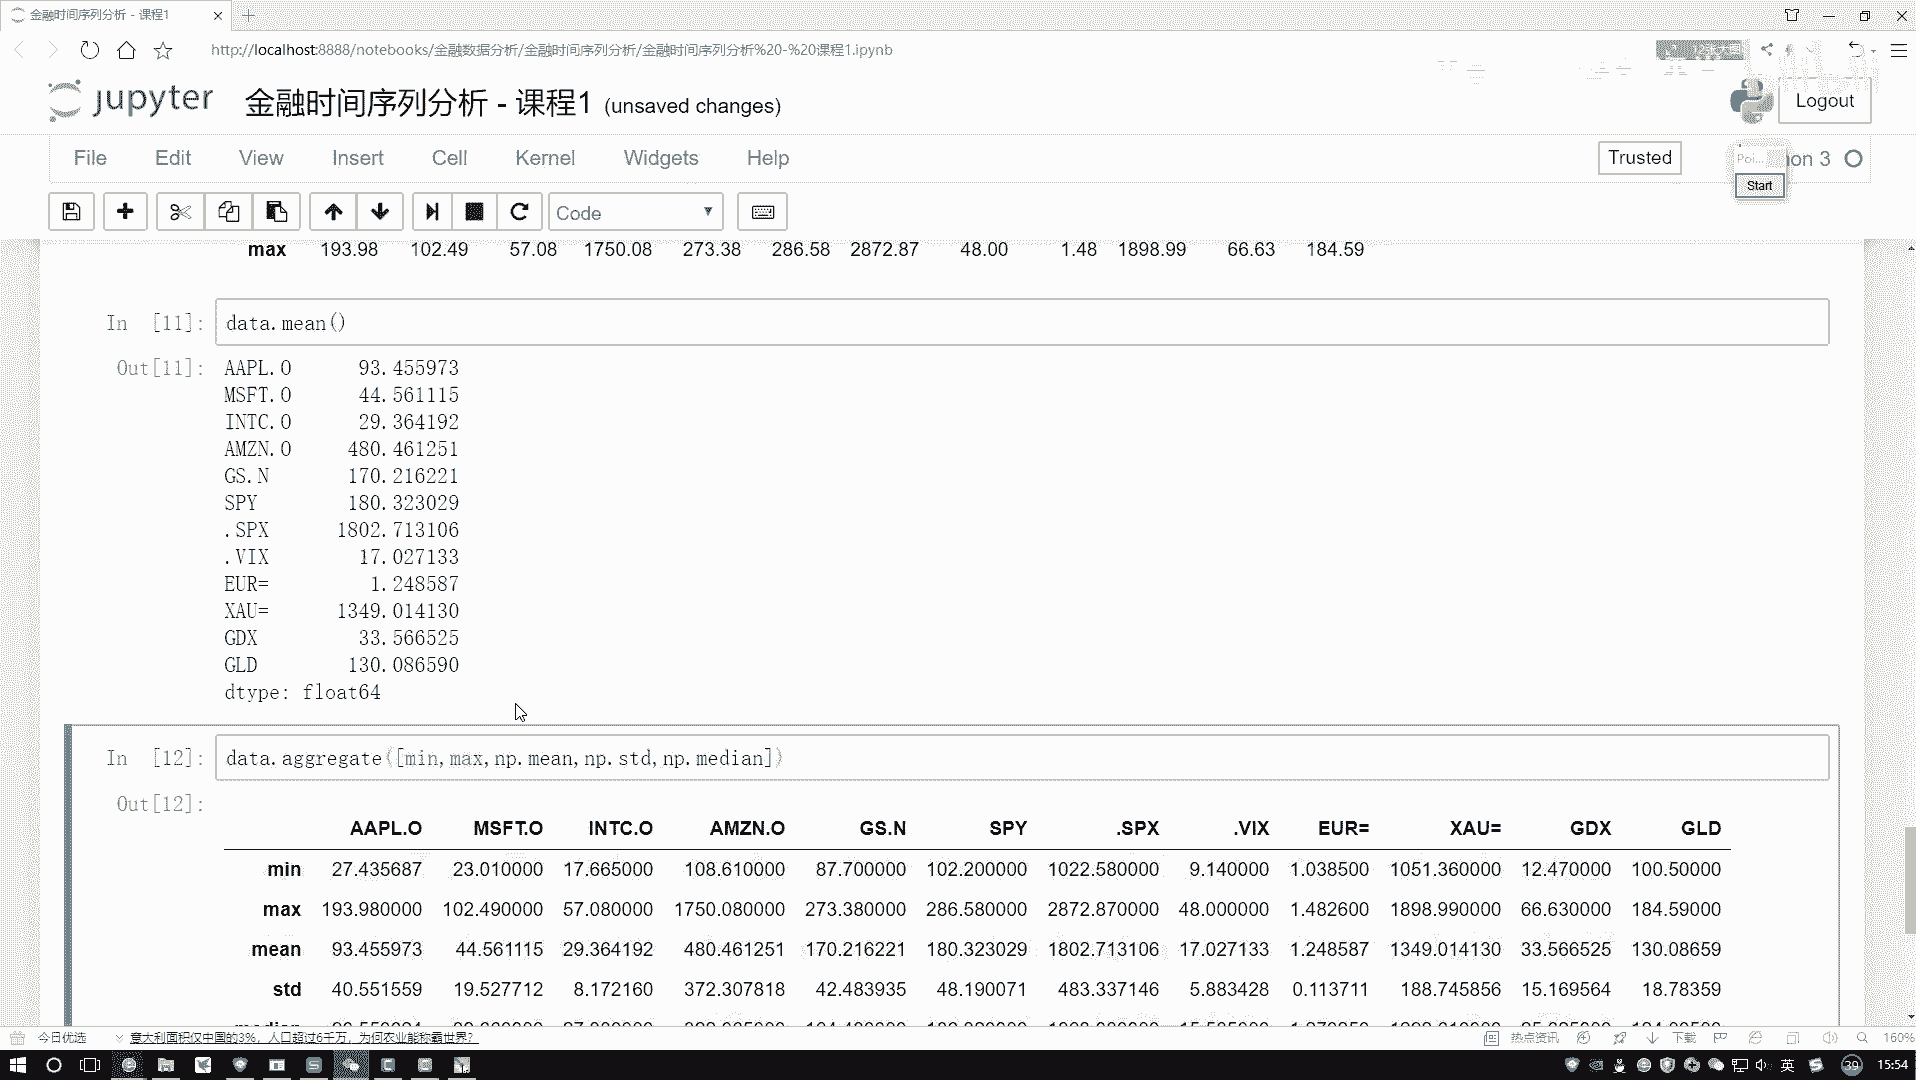 金融时间序列分析 - 课程1
http://localhost:8888/notebooks/金融数据分析/金融时间序列分析/金融时间序列分析%20-%20课程1.ipynb
jupyter 金融时间序列分析 - 课程1 (unsaved changes)
Logout
File Edit View Insert Cell Kernel Widgets Help
Trusted
Poi... on 3
Start
Code
max 193.98 102.49 57.08 1750.08 273.38 286.58 2872.87 48.00 1.48 1898.99 66.63 184.59
In [11]: data.mean()
Out[11]: AAPL.O 93.455973
MSFT.O 44.561115
INTC.O 29.364192
AMZN.O 480.461251
GS.N 170.216221
SPY 180.323029
.SPX 1802.713106
.VIX 17.027133
EUR= 1.248587
XAU= 1349.014130
GDX 33.566525
GLD 130.086590
dtype: float64
In [12]: data.aggregate([min,max,np.mean,np.std,np.median])
Out[12]:
AAPL.O MSFT.O INTC.O AMZN.O GS.N SPY .SPX .VIX EUR= XAU= GDX GLD
min 27.435687 23.010000 17.665000 108.610000 87.700000 102.200000 1022.580000 9.140000 1.038500 1051.360000 12.470000 100.50000
max 193.980000 102.490000 57.080000 1750.080000 273.380000 286.580000 2872.870000 48.000000 1.482600 1898.990000 66.630000 184.59000
mean 93.455973 44.561115 29.364192 480.461251 170.216221 180.323029 1802.713106 17.027133 1.248587 1349.014130 33.566525 130.08659
std 40.551559 19.527712 8.172160 372.307818 42.483935 48.190071 483.337146 5.883428 0.113711 188.745856 15.169564 18.78359
今日优选 意大利面积仅中国的3%，人口超过6千万，为何农业能称霸世界？ 热点资讯 下载 160%
英 39 15:54